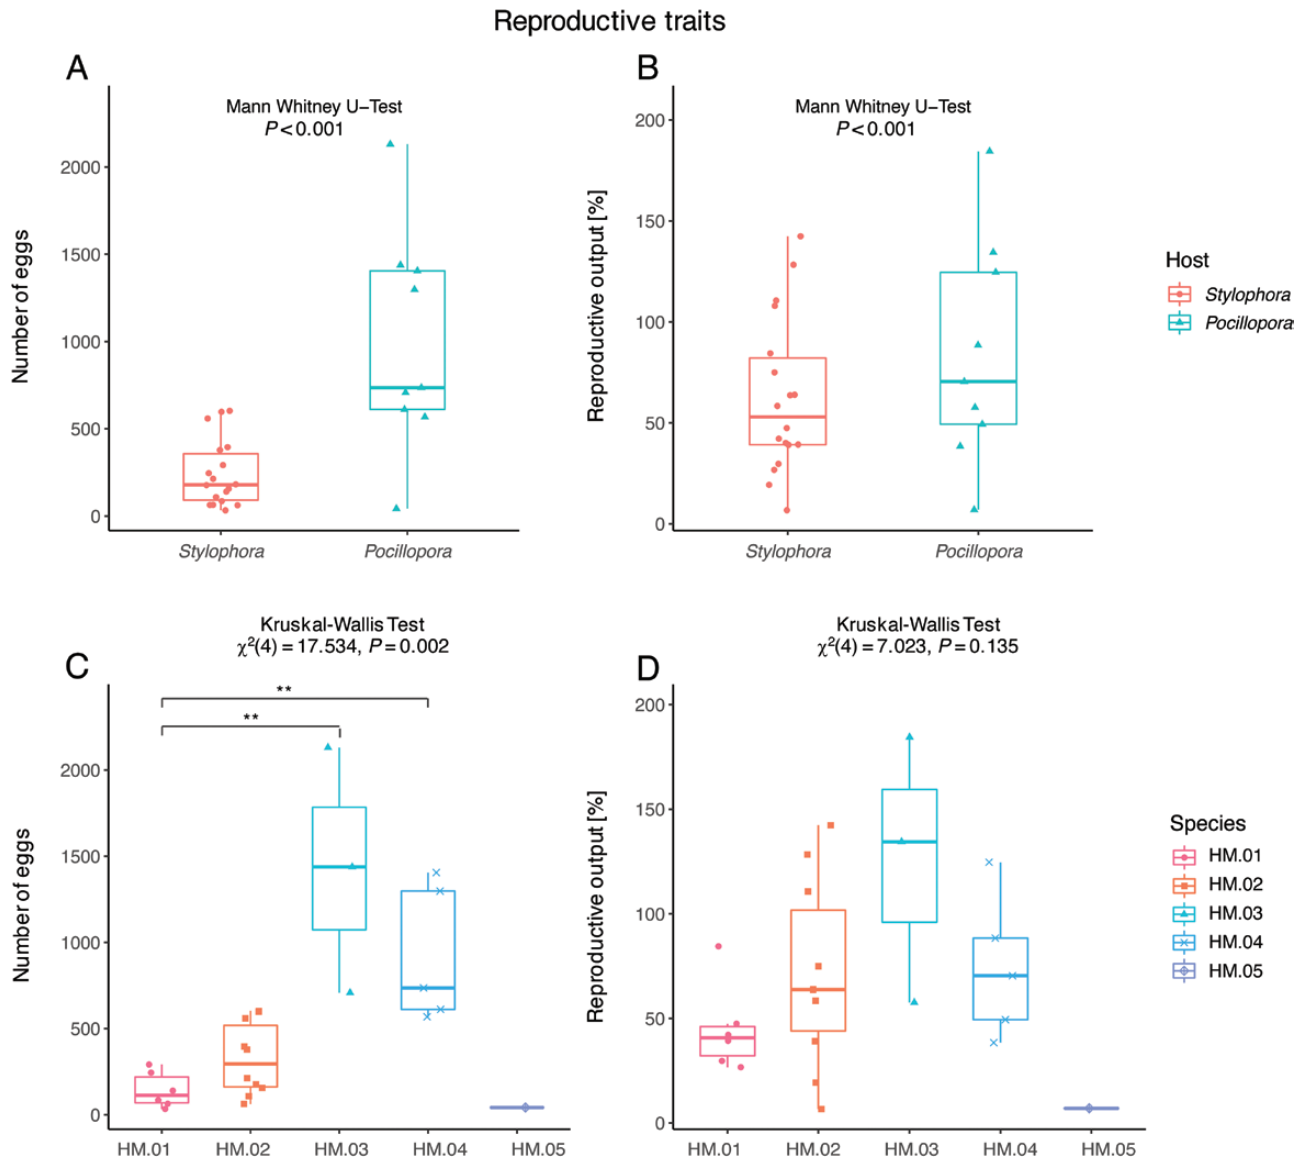 Reproductive traits
A
Mann Whitney U-Test
P < 0.001
Number of eggs
2000
1500
1000
500
0
Stylophora
Pocillopora
B
Mann Whitney U-Test
P < 0.001
Reproductive output [%]
200
150
100
50
0
Stylophora
Pocillopora
Host
Stylophora
Pocillopora
C
Kruskal-Wallis Test
χ²(4) = 17.534, P = 0.002
**
**
Number of eggs
2000
1500
1000
500
0
HM.01
HM.02
HM.03
HM.04
HM.05
D
Kruskal-Wallis Test
χ²(4) = 7.023, P = 0.135
Reproductive output [%]
200
150
100
50
0
HM.01
HM.02
HM.03
HM.04
HM.05
Species
HM.01
HM.02
HM.03
HM.04
HM.05